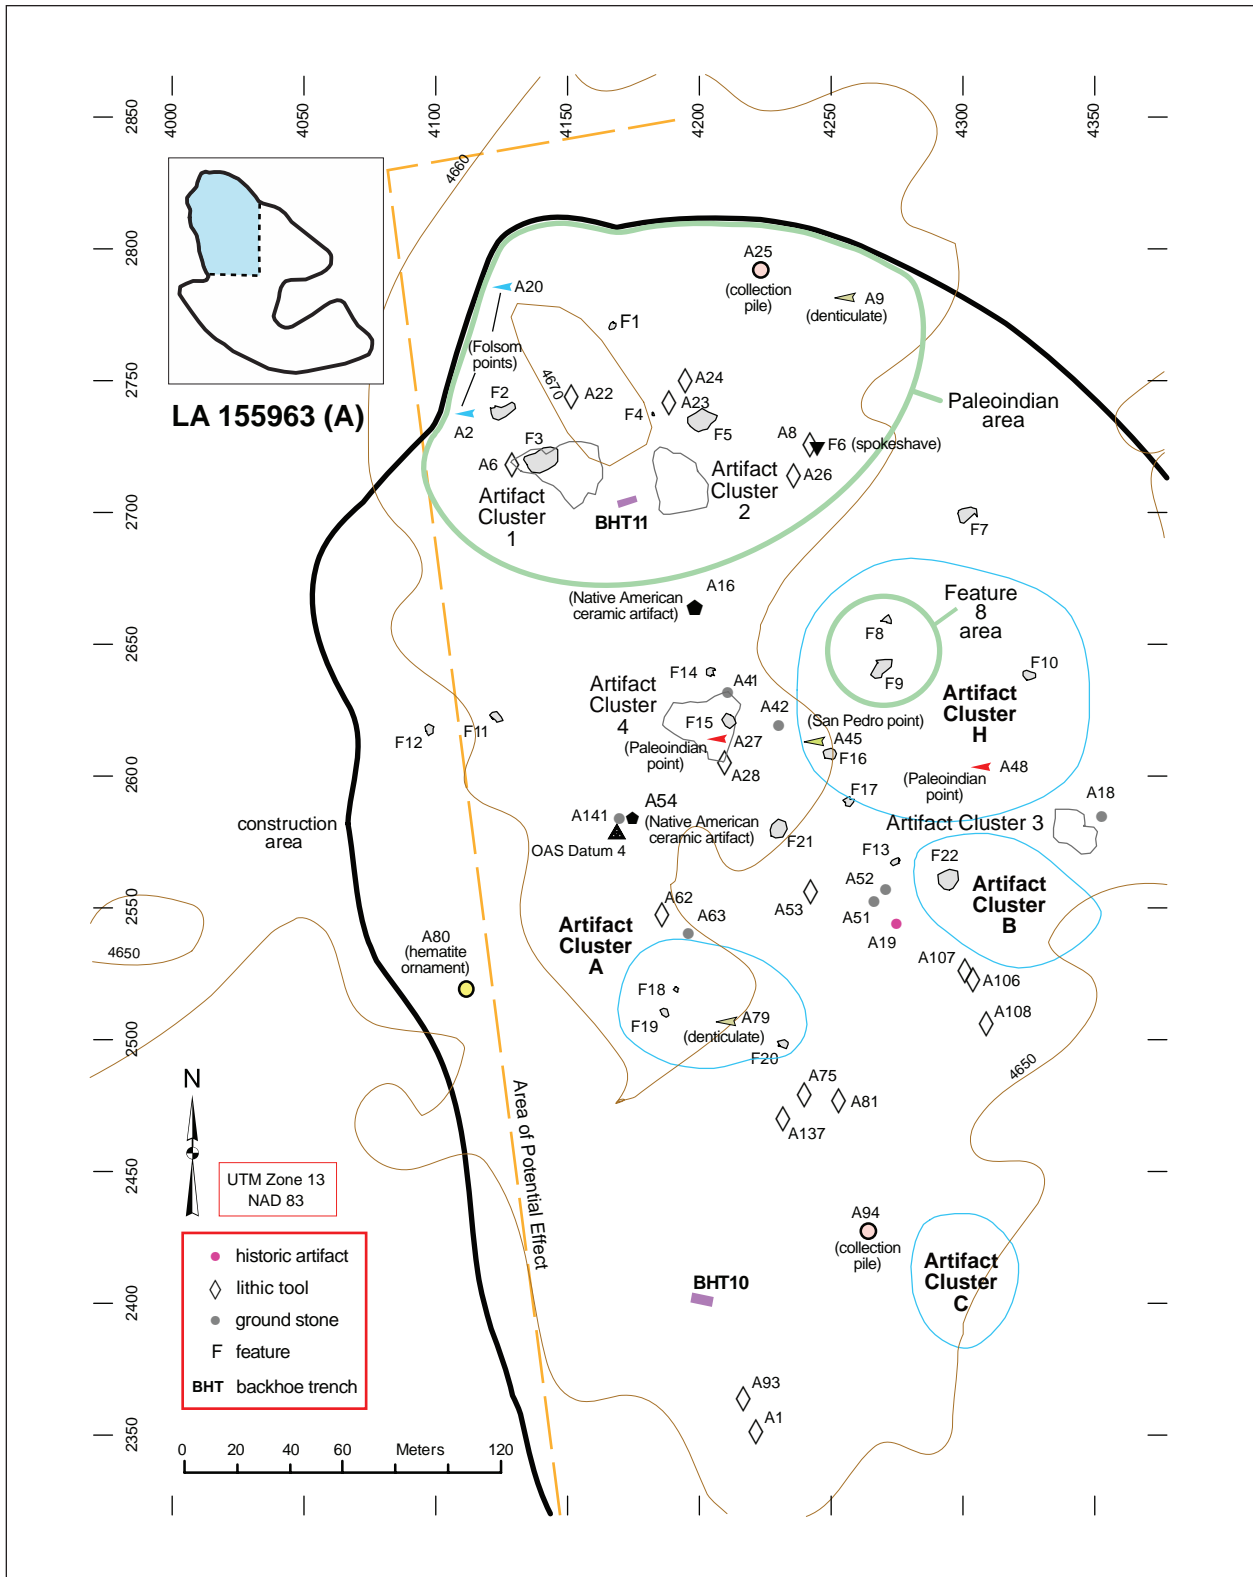 4000
4050
4100
4150
4200
4250
4300
4350
2850
2800
2750
2700
2650
2600
2550
2500
2450
2400
2350
4660
LA 155963 (A)
A25
(collection
pile)
A20
A9
(denticulate)
F1
(Folsom
points)
4670
A22
A24
A23
F2
F4
F5
A2
Paleoindian
area
A8
F6 (spokeshave)
F3
A6
A26
Artifact
Cluster
1
Artifact
Cluster
2
BHT11
F7
A16
(Native American
ceramic artifact)
Feature
8
area
F8
F9
F10
F14
A41
Artifact
Cluster
4
A42
F15
Artifact
Cluster
H
(San Pedro point)
A45
F16
A27
(Paleoindian
point)
A28
F11
F12
A48
(Paleoindian
point)
F17
A18
construction
area
A141
A54
(Native American
ceramic artifact)
OAS Datum 4
F21
Artifact Cluster 3
F13
F22
A52
A51
A19
A53
Artifact
Cluster
B
A62
A63
Artifact
Cluster
A
4650
A80
(hematite
ornament)
A107
A106
A108
F18
F19
A79
(denticulate)
F20
4650
A75
A81
A137
Area of Potential Effect
N
UTM Zone 13
NAD 83
A94
(collection
pile)
Artifact
Cluster
C
BHT10
historic artifact
lithic tool
ground stone
F feature
BHT backhoe trench
A93
A1
0 20 40 60 Meters 120